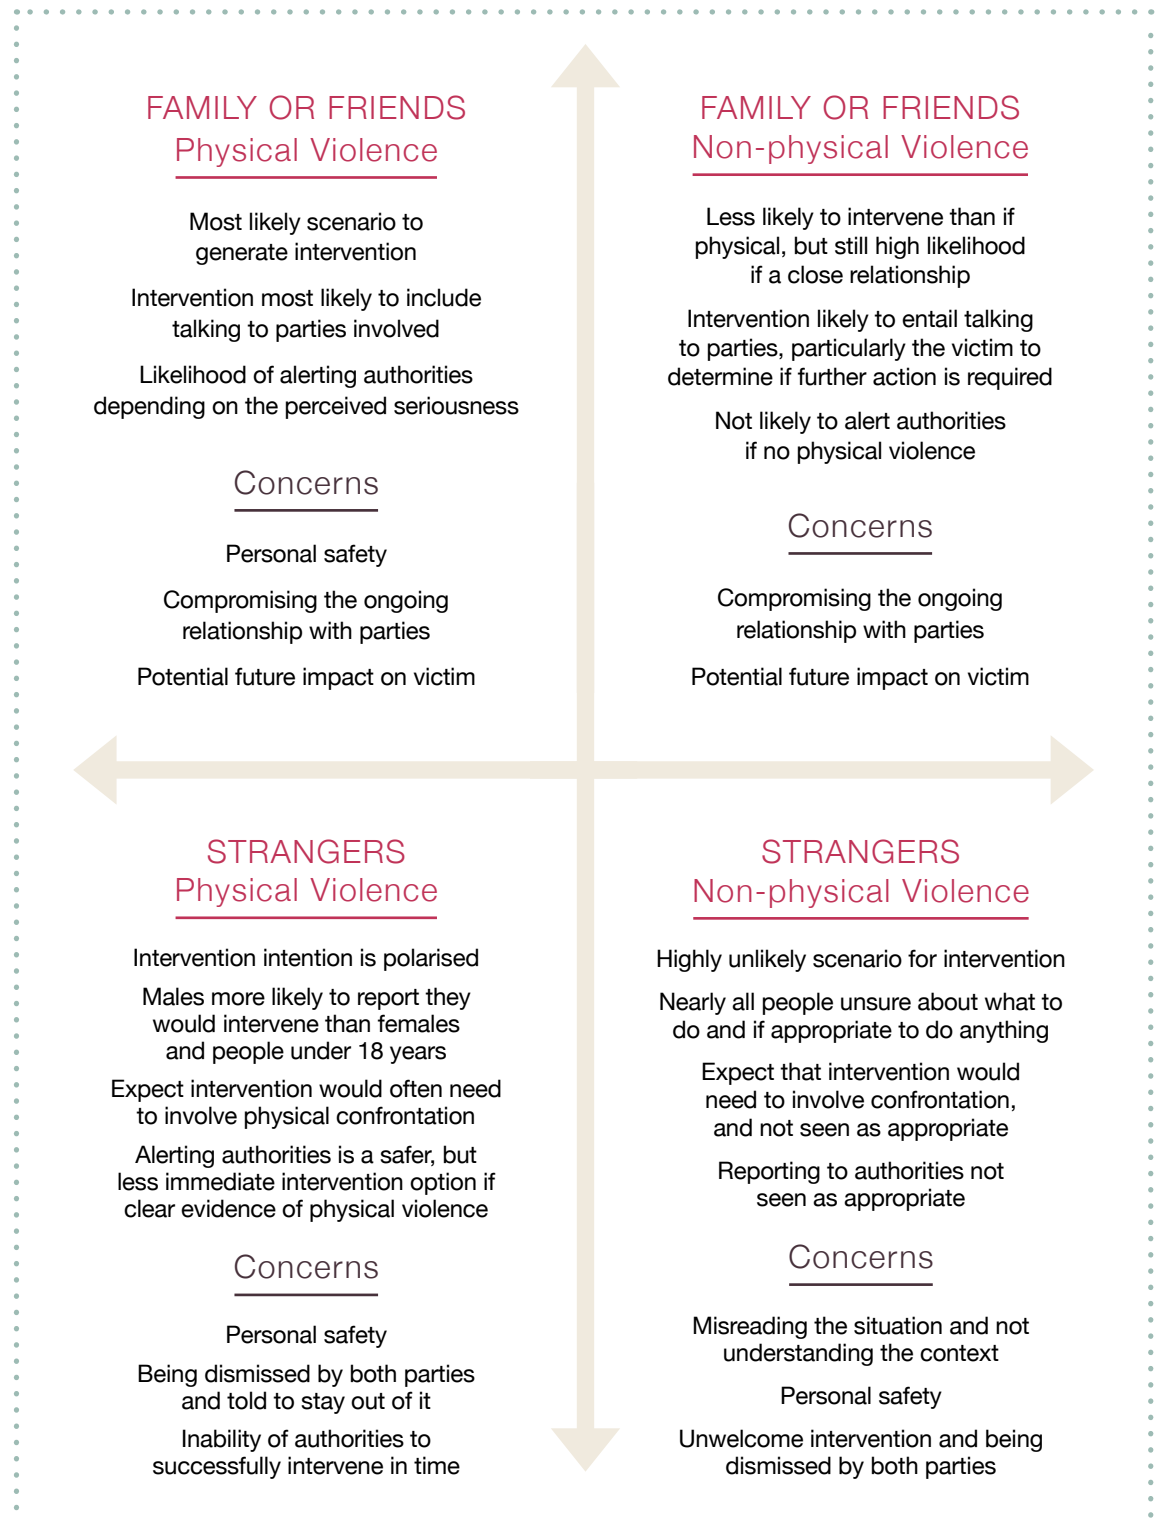 FAMILY OR FRIENDS
Physical Violence
Most likely scenario to
generate intervention
Intervention most likely to include
talking to parties involved
Likelihood of alerting authorities
depending on the perceived seriousness
Concerns
Personal safety
Compromising the ongoing
relationship with parties
Potential future impact on victim
FAMILY OR FRIENDS
Non-physical Violence
Less likely to intervene than if
physical, but still high likelihood
if a close relationship
Intervention likely to entail talking
to parties, particularly the victim to
determine if further action is required
Not likely to alert authorities
if no physical violence
Concerns
Compromising the ongoing
relationship with parties
Potential future impact on victim
STRANGERS
Physical Violence
Intervention intention is polarised
Males more likely to report they
would intervene than females
and people under 18 years
Expect intervention would often need
to involve physical confrontation
Alerting authorities is a safer, but
less immediate intervention option if
clear evidence of physical violence
Concerns
Personal safety
Being dismissed by both parties
and told to stay out of it
Inability of authorities to
successfully intervene in time
STRANGERS
Non-physical Violence
Highly unlikely scenario for intervention
Nearly all people unsure about what to
do and if appropriate to do anything
Expect that intervention would
need to involve confrontation,
and not seen as appropriate
Reporting to authorities not
seen as appropriate
Concerns
Misreading the situation and not
understanding the context
Personal safety
Unwelcome intervention and being
dismissed by both parties